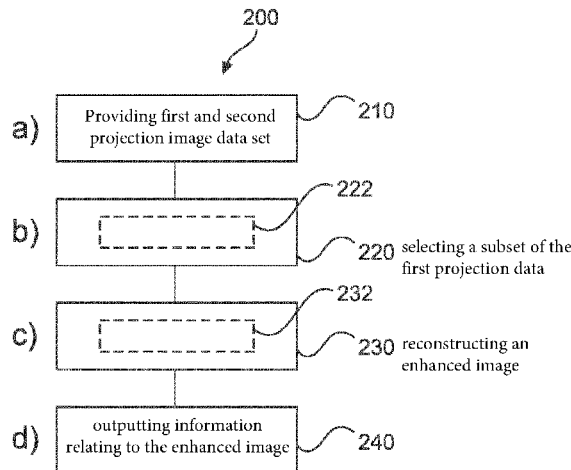 200
a)
Providing first and second
projection image data set
210
222
b)
220
selecting a subset of the
first projection data
232
c)
230
reconstructing an
enhanced image
d)
outputting information
relating to the enhanced image
240